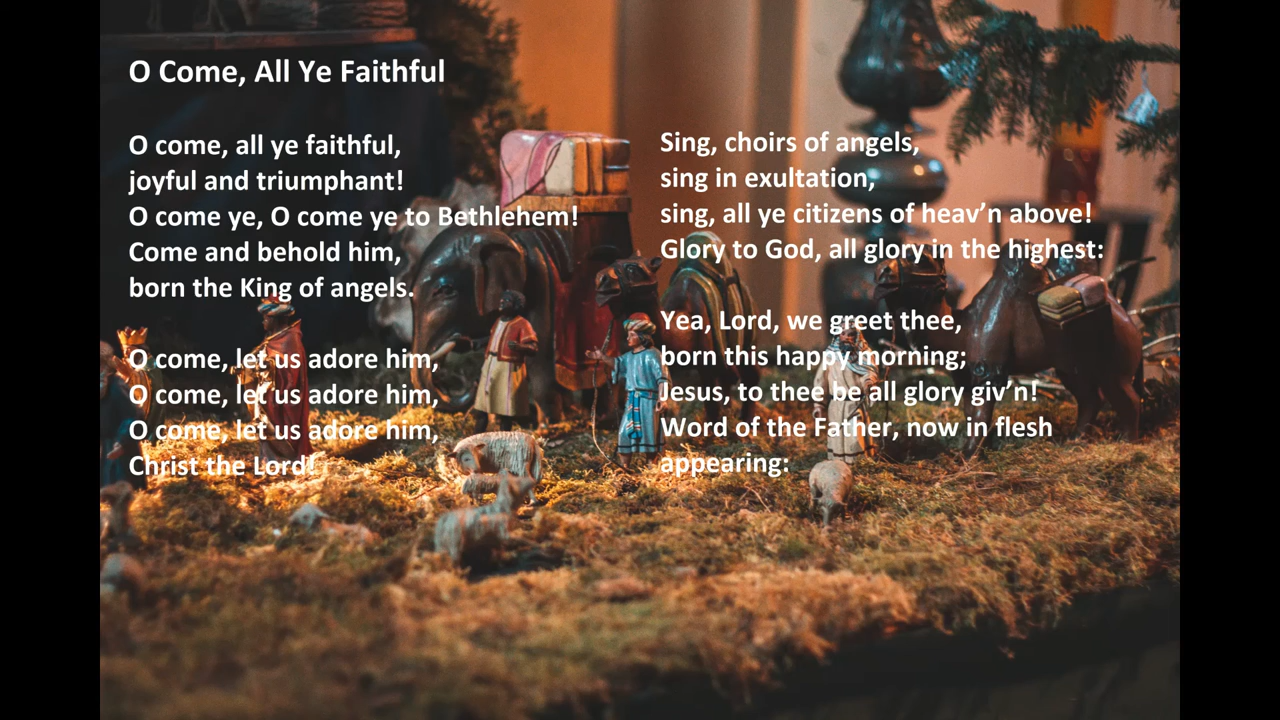 O Come, All Ye Faithful
O come, all ye faithful,
joyful and triumphant!
O come ye, O come ye to Bethlehem!
Come and behold him,
born the King of angels.
O come, let us adore him,
O come, let us adore him,
O come, let us adore him,
Christ the Lord!
Sing, choirs of angels,
sing in exultation,
sing, all ye citizens of heav’n above!
Glory to God, all glory in the highest:
Yea, Lord, we greet thee,
born this happy morning;
Jesus, to thee be all glory giv’n!
Word of the Father, now in flesh
appearing: